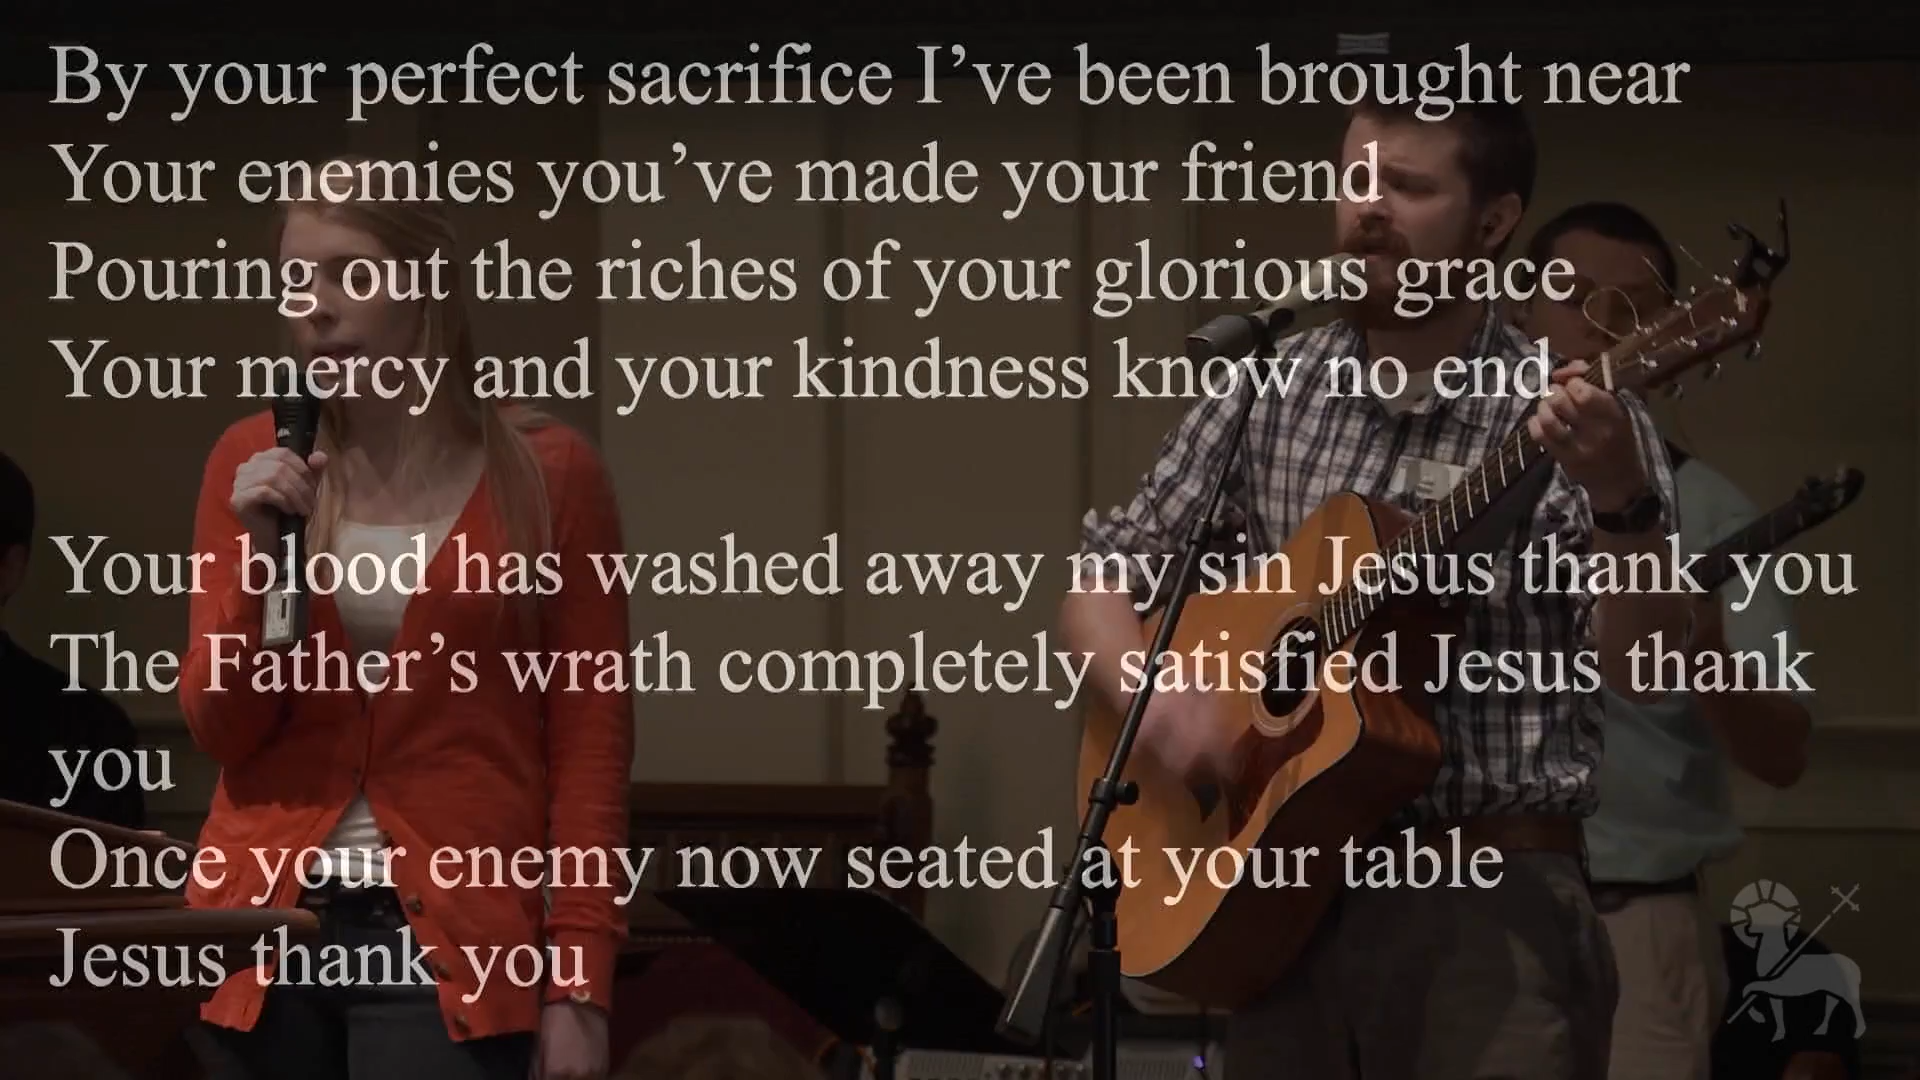 By your perfect sacrifice I’ve been brought near
Your enemies you’ve made your friend
Pouring out the riches of your glorious grace
Your mercy and your kindness know no end
Your blood has washed away my sin Jesus thank you
The Father’s wrath completely satisfied Jesus thank
you
Once your enemy now seated at your table
Jesus thank you